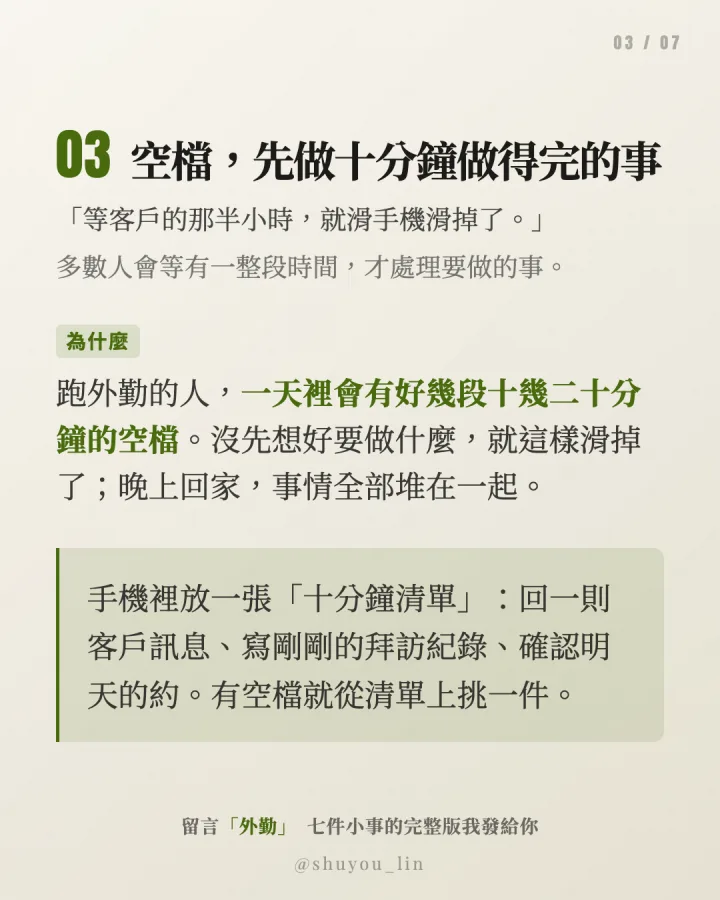 03 / 07
03 空檔，先做十分鐘做得完的事
「等客戶的那半小時，就滑手機滑掉了。」
多數人會等有一整段時間，才處理要做的事。
為什麼
跑外勤的人，一天裡會有好幾段十幾二十分
鐘的空檔。沒先想好要做什麼，就這樣滑掉
了；晚上回家，事情全部堆在一起。
手機裡放一張「十分鐘清單」：回一則
客戶訊息、寫剛剛的拜訪紀錄、確認明
天的約。有空檔就從清單上挑一件。
留言「外勤」 七件小事的完整版我發給你
@shuyou_lin